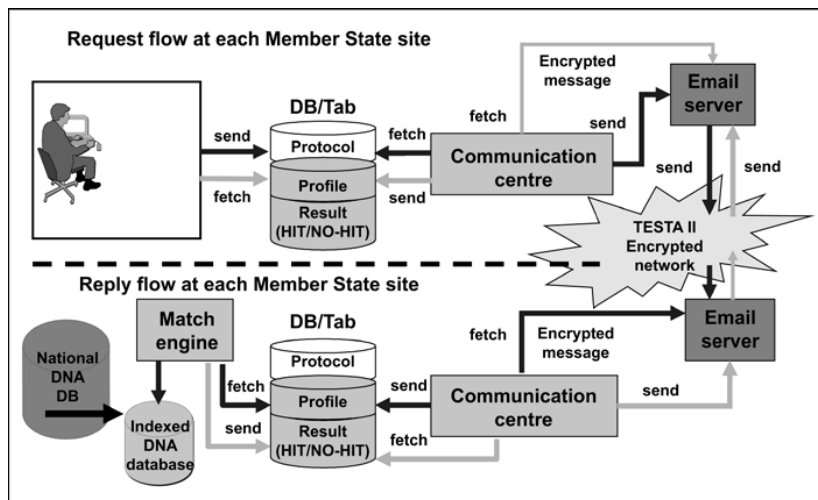 Request flow at each Member State site
Encrypted
message
Email
server
DB/Tab
fetch
send
send
fetch
Protocol
Communication
centre
Profile
fetch
send
Result
(HIT/NO-HIT)
send
send
TESTA II
Encrypted
network
Reply flow at each Member State site
Match
engine
DB/Tab
fetch
Encrypted
message
Email
server
National
DNA
DB
Protocol
fetch
send
Profile
Communication
centre
send
send
Indexed
DNA
database
Result
(HIT/NO-HIT)
fetch